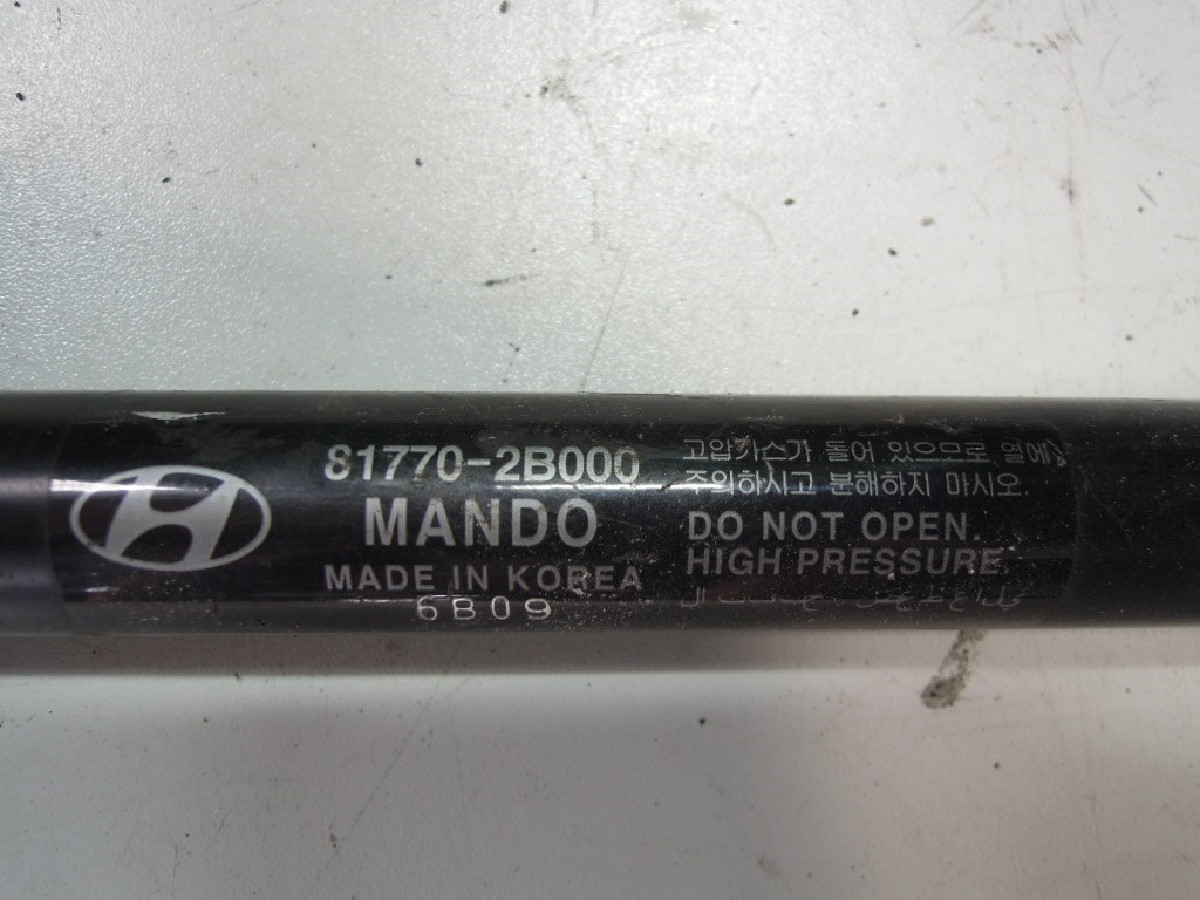 81770-2B000
MANDO
MADE IN KOREA
6B09
고압가스가 들어 있으므로 열에
주의하시고 분해하지 마시오.
DO NOT OPEN.
HIGH PRESSURE.